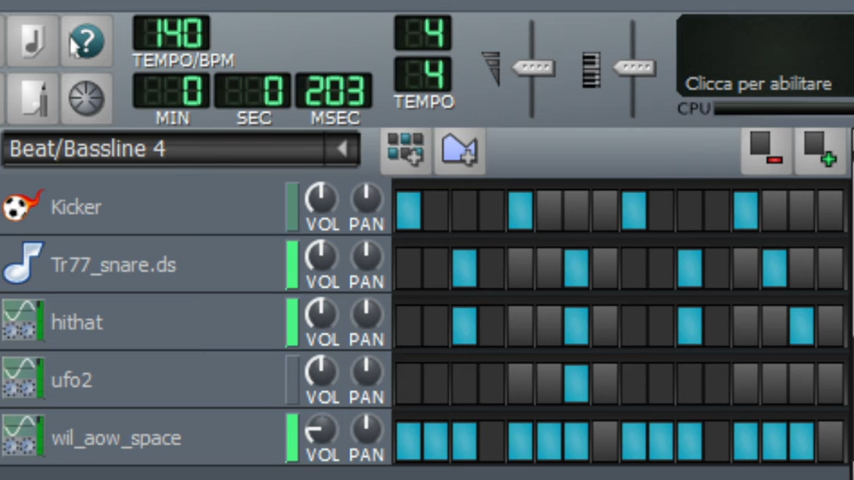 140
TEMPO/BPM
4
4
TEMPO
0 0 203
MIN SEC MSEC
Clicca per abilitare
CPU
Beat/Bassline 4
Kicker VOL PAN
Tr77_snare.ds VOL PAN
hithat VOL PAN
ufo2 VOL PAN
wil_aow_space VOL PAN